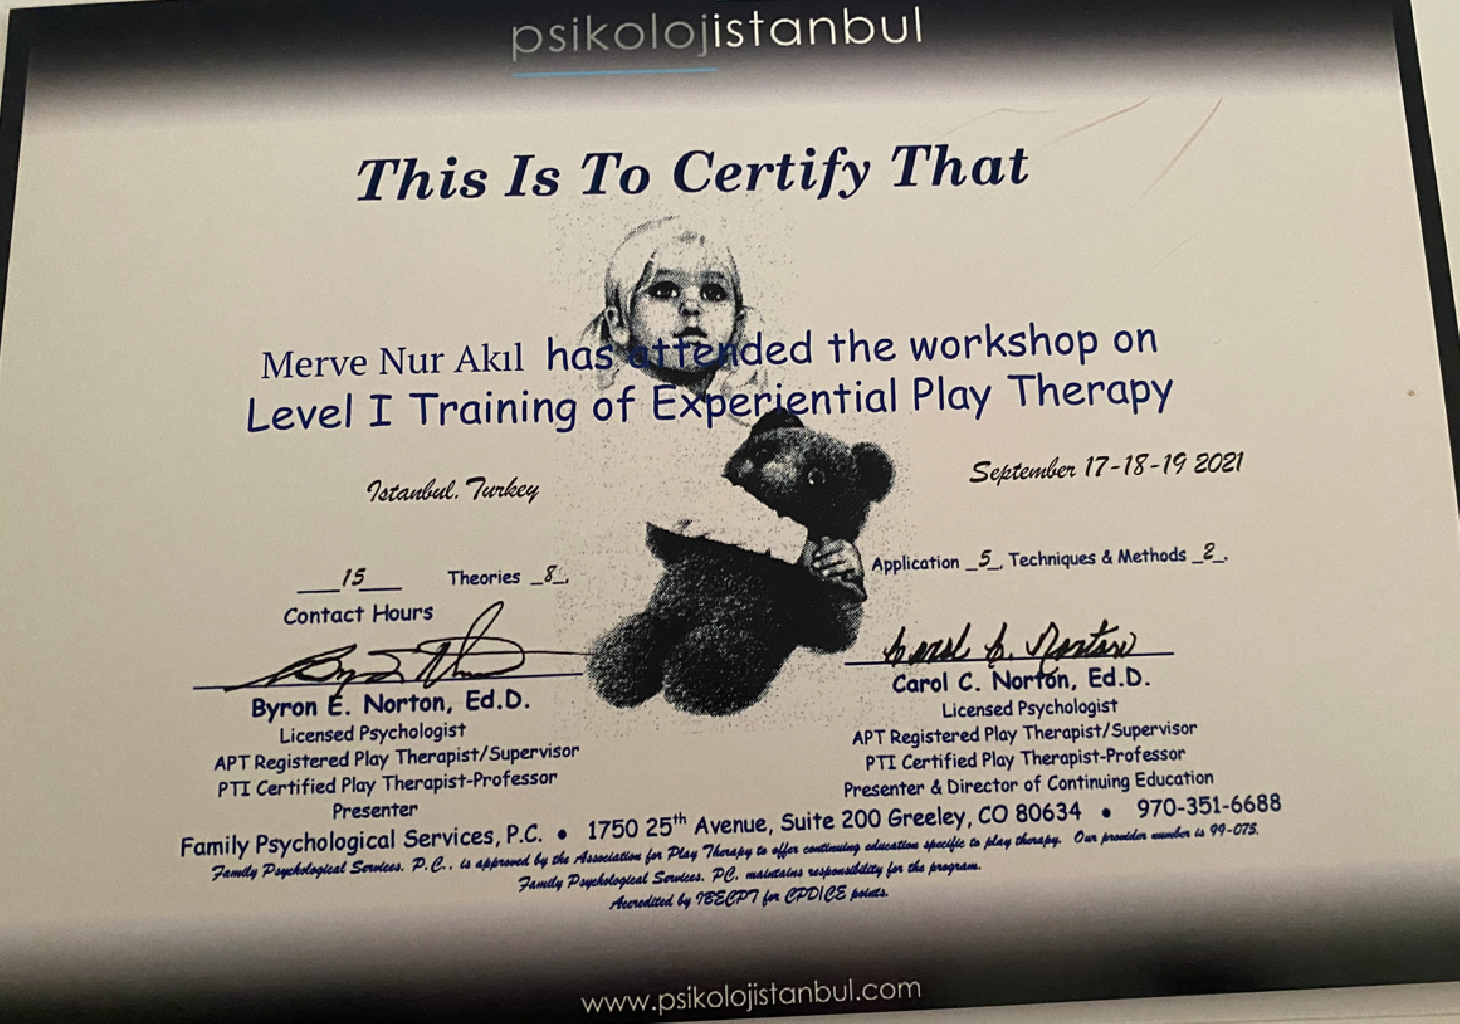 psikolojistanbul
This Is To Certify That
Merve Nur Akıl has attended the workshop on
Level I Training of Experiential Play Therapy
Istanbul, Turkey
September 17-18-19 2021
15 Theories 8.
Application 5. Techniques & Methods 2.
Contact Hours
Byron E. Norton, Ed.D.
Licensed Psychologist
APT Registered Play Therapist/Supervisor
PTI Certified Play Therapist-Professor
Presenter
Carol C. Norton, Ed.D.
Licensed Psychologist
APT Registered Play Therapist/Supervisor
PTI Certified Play Therapist-Professor
Presenter & Director of Continuing Education
Family Psychological Services, P.C. • 1750 25th Avenue, Suite 200 Greeley, CO 80634 • 970-351-6688
Family Psychological Services, P.C., is approved by the Association for Play Therapy to offer continuing education specific to play therapy. Our provider number is 99-075.
Family Psychological Services, PC. maintains responsibility for the program.
Accredited by IBECPT for CPD/CE points.
www.psikolojistanbul.com